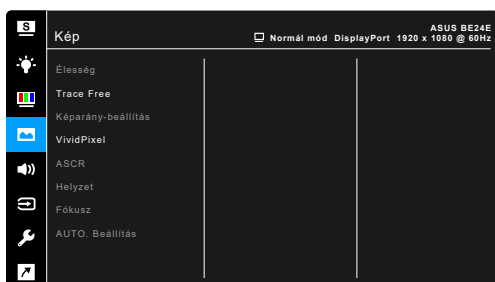 S
ASUS BE24E
Kép
Normál mód DisplayPort 1920 x 1080 @ 60Hz
Élesség
Trace Free
Képarány-beállítás
VividPixel
ASCR
Helyzet
Fókusz
AUTO. Beállítás